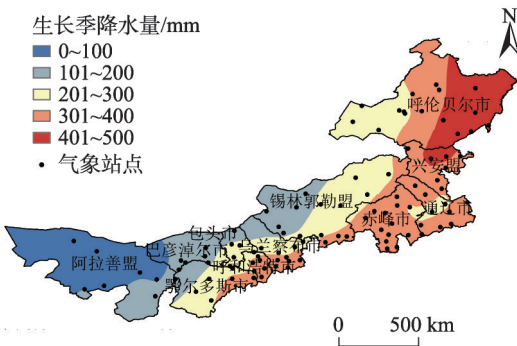 生长季降水量/mm
0~100
101~200
201~300
301~400
401~500
气象站点
N
呼伦贝尔市
兴安盟
锡林郭勒盟
通辽市
赤峰市
包头市
乌兰察布市
巴彦淖尔市
呼和浩特市
阿拉善盟
鄂尔多斯市
0 500 km